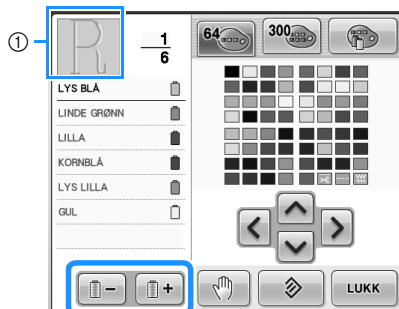 ①
R
1
6
64
300
LYS BLÅ
LINDE GRØNN
LILLA
KORNBLÅ
LYS LILLA
GUL
− +
LUKK